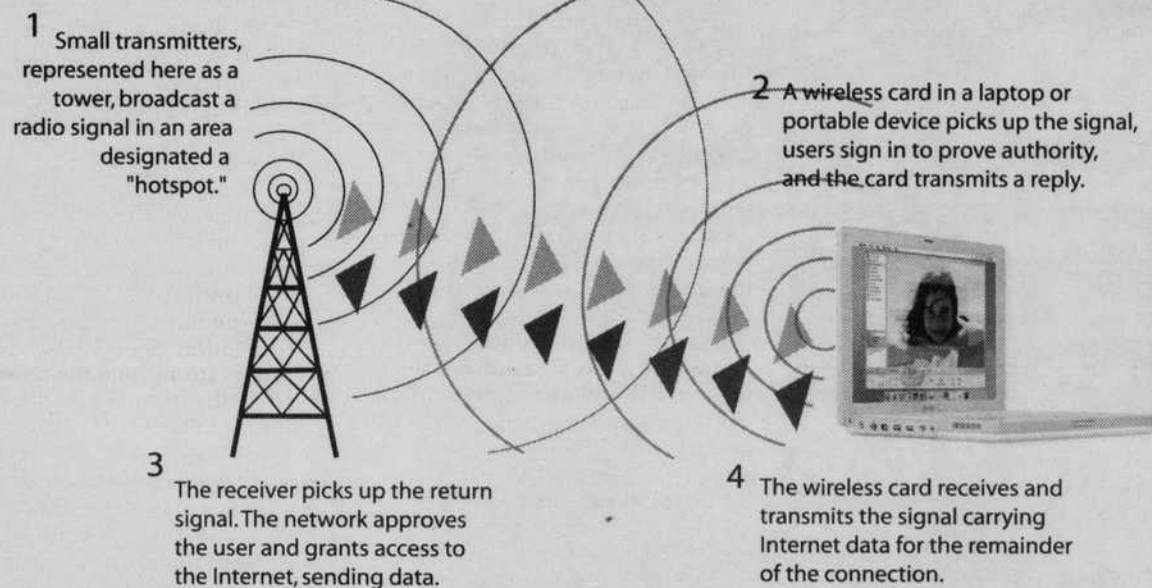 1
Small transmitters,
represented here as a
tower, broadcast a
radio signal in an area
designated a
"hotspot."
2 A wireless card in a laptop or
portable device picks up the signal,
users sign in to prove authority,
and the card transmits a reply.
3
The receiver picks up the return
signal. The network approves
the user and grants access to
the Internet, sending data.
4 The wireless card receives and
transmits the signal carrying
Internet data for the remainder
of the connection.